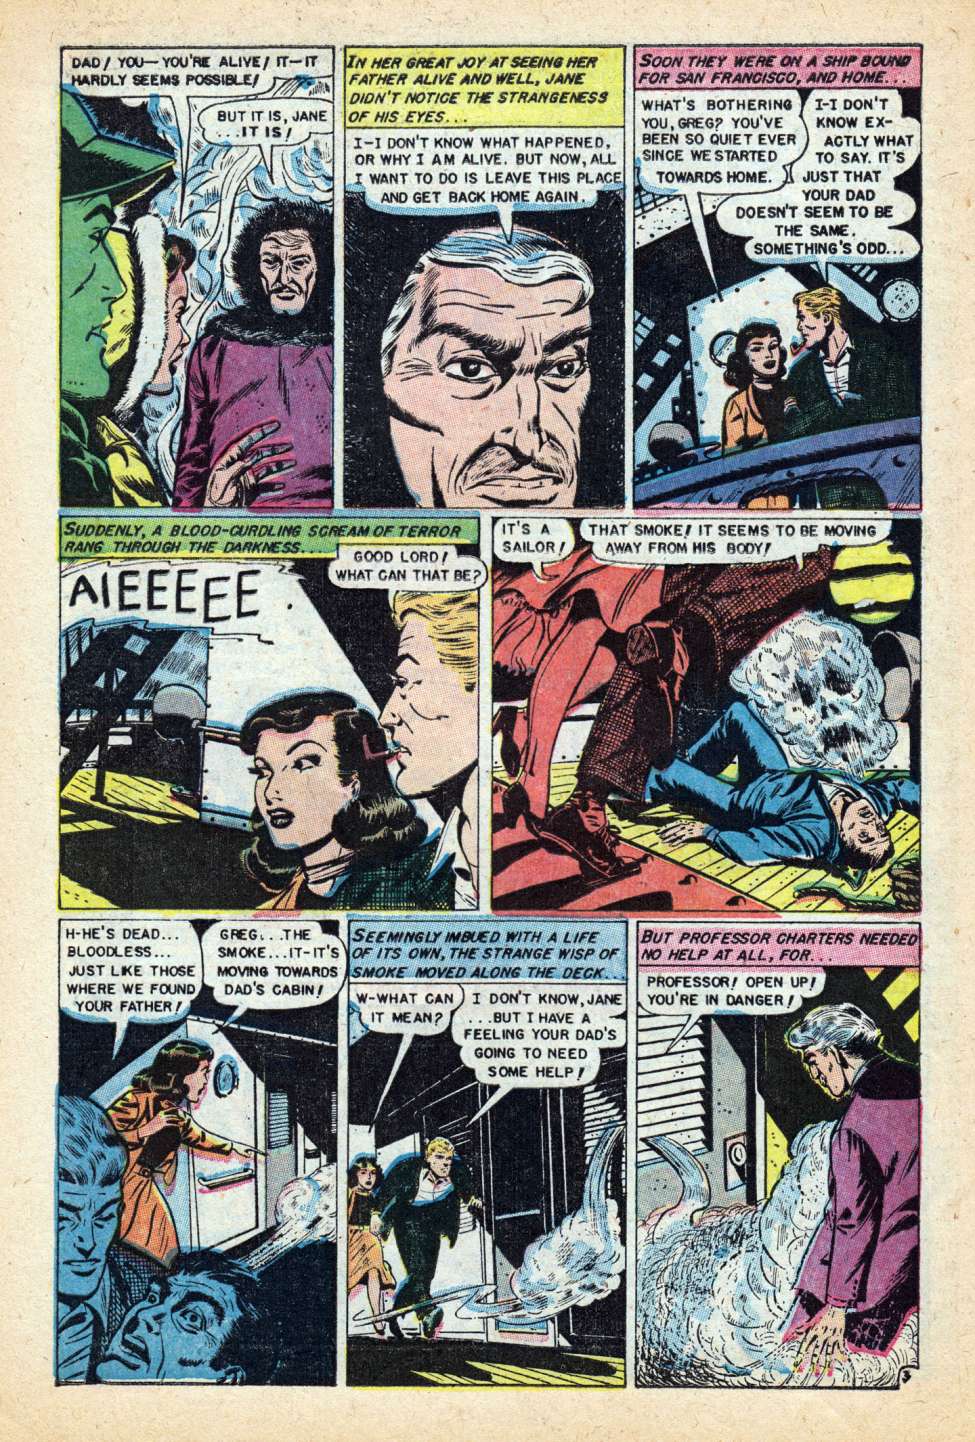 DAD! YOU—YOU'RE ALIVE! IT—IT
HARDLY SEEMS POSSIBLE!
BUT IT IS, JANE
...IT IS!
IN HER GREAT JOY AT SEEING HER
FATHER ALIVE AND WELL, JANE
DIDN'T NOTICE THE STRANGENESS
OF HIS EYES...
I-I DON'T KNOW WHAT HAPPENED,
OR WHY I AM ALIVE. BUT NOW, ALL
I WANT TO DO IS LEAVE THIS PLACE
AND GET BACK HOME AGAIN.
SOON THEY WERE ON A SHIP BOUND
FOR SAN FRANCISCO, AND HOME...
WHAT'S BOTHERING
YOU, GREG? YOU'VE
BEEN SO QUIET EVER
SINCE WE STARTED
TOWARDS HOME.
I-I DON'T
KNOW EX-
ACTLY WHAT
TO SAY. IT'S
JUST THAT
YOUR DAD
DOESN'T SEEM TO BE
THE SAME.
SOMETHING'S ODD...
SUDDENLY, A BLOOD-CURDLING SCREAM OF TERROR
RANG THROUGH THE DARKNESS...
AIEEEEE
GOOD LORD!
WHAT CAN THAT BE?
IT'S A
SAILOR!
THAT SMOKE! IT SEEMS TO BE MOVING
AWAY FROM HIS BODY!
H-HE'S DEAD...
BLOODLESS...
JUST LIKE THOSE
WHERE WE FOUND
YOUR FATHER!
GREG...THE
SMOKE...IT-IT'S
MOVING TOWARDS
DAD'S CABIN!
SEEMINGLY IMBUED WITH A LIFE
OF ITS OWN, THE STRANGE WISP OF
SMOKE MOVED ALONG THE DECK...
W-WHAT CAN
IT MEAN?
I DON'T KNOW, JANE
...BUT I HAVE A
FEELING YOUR DAD'S
GOING TO NEED
SOME HELP!
BUT PROFESSOR CHARTERS NEEDED
NO HELP AT ALL, FOR...
PROFESSOR! OPEN UP!
YOU'RE IN DANGER!
3